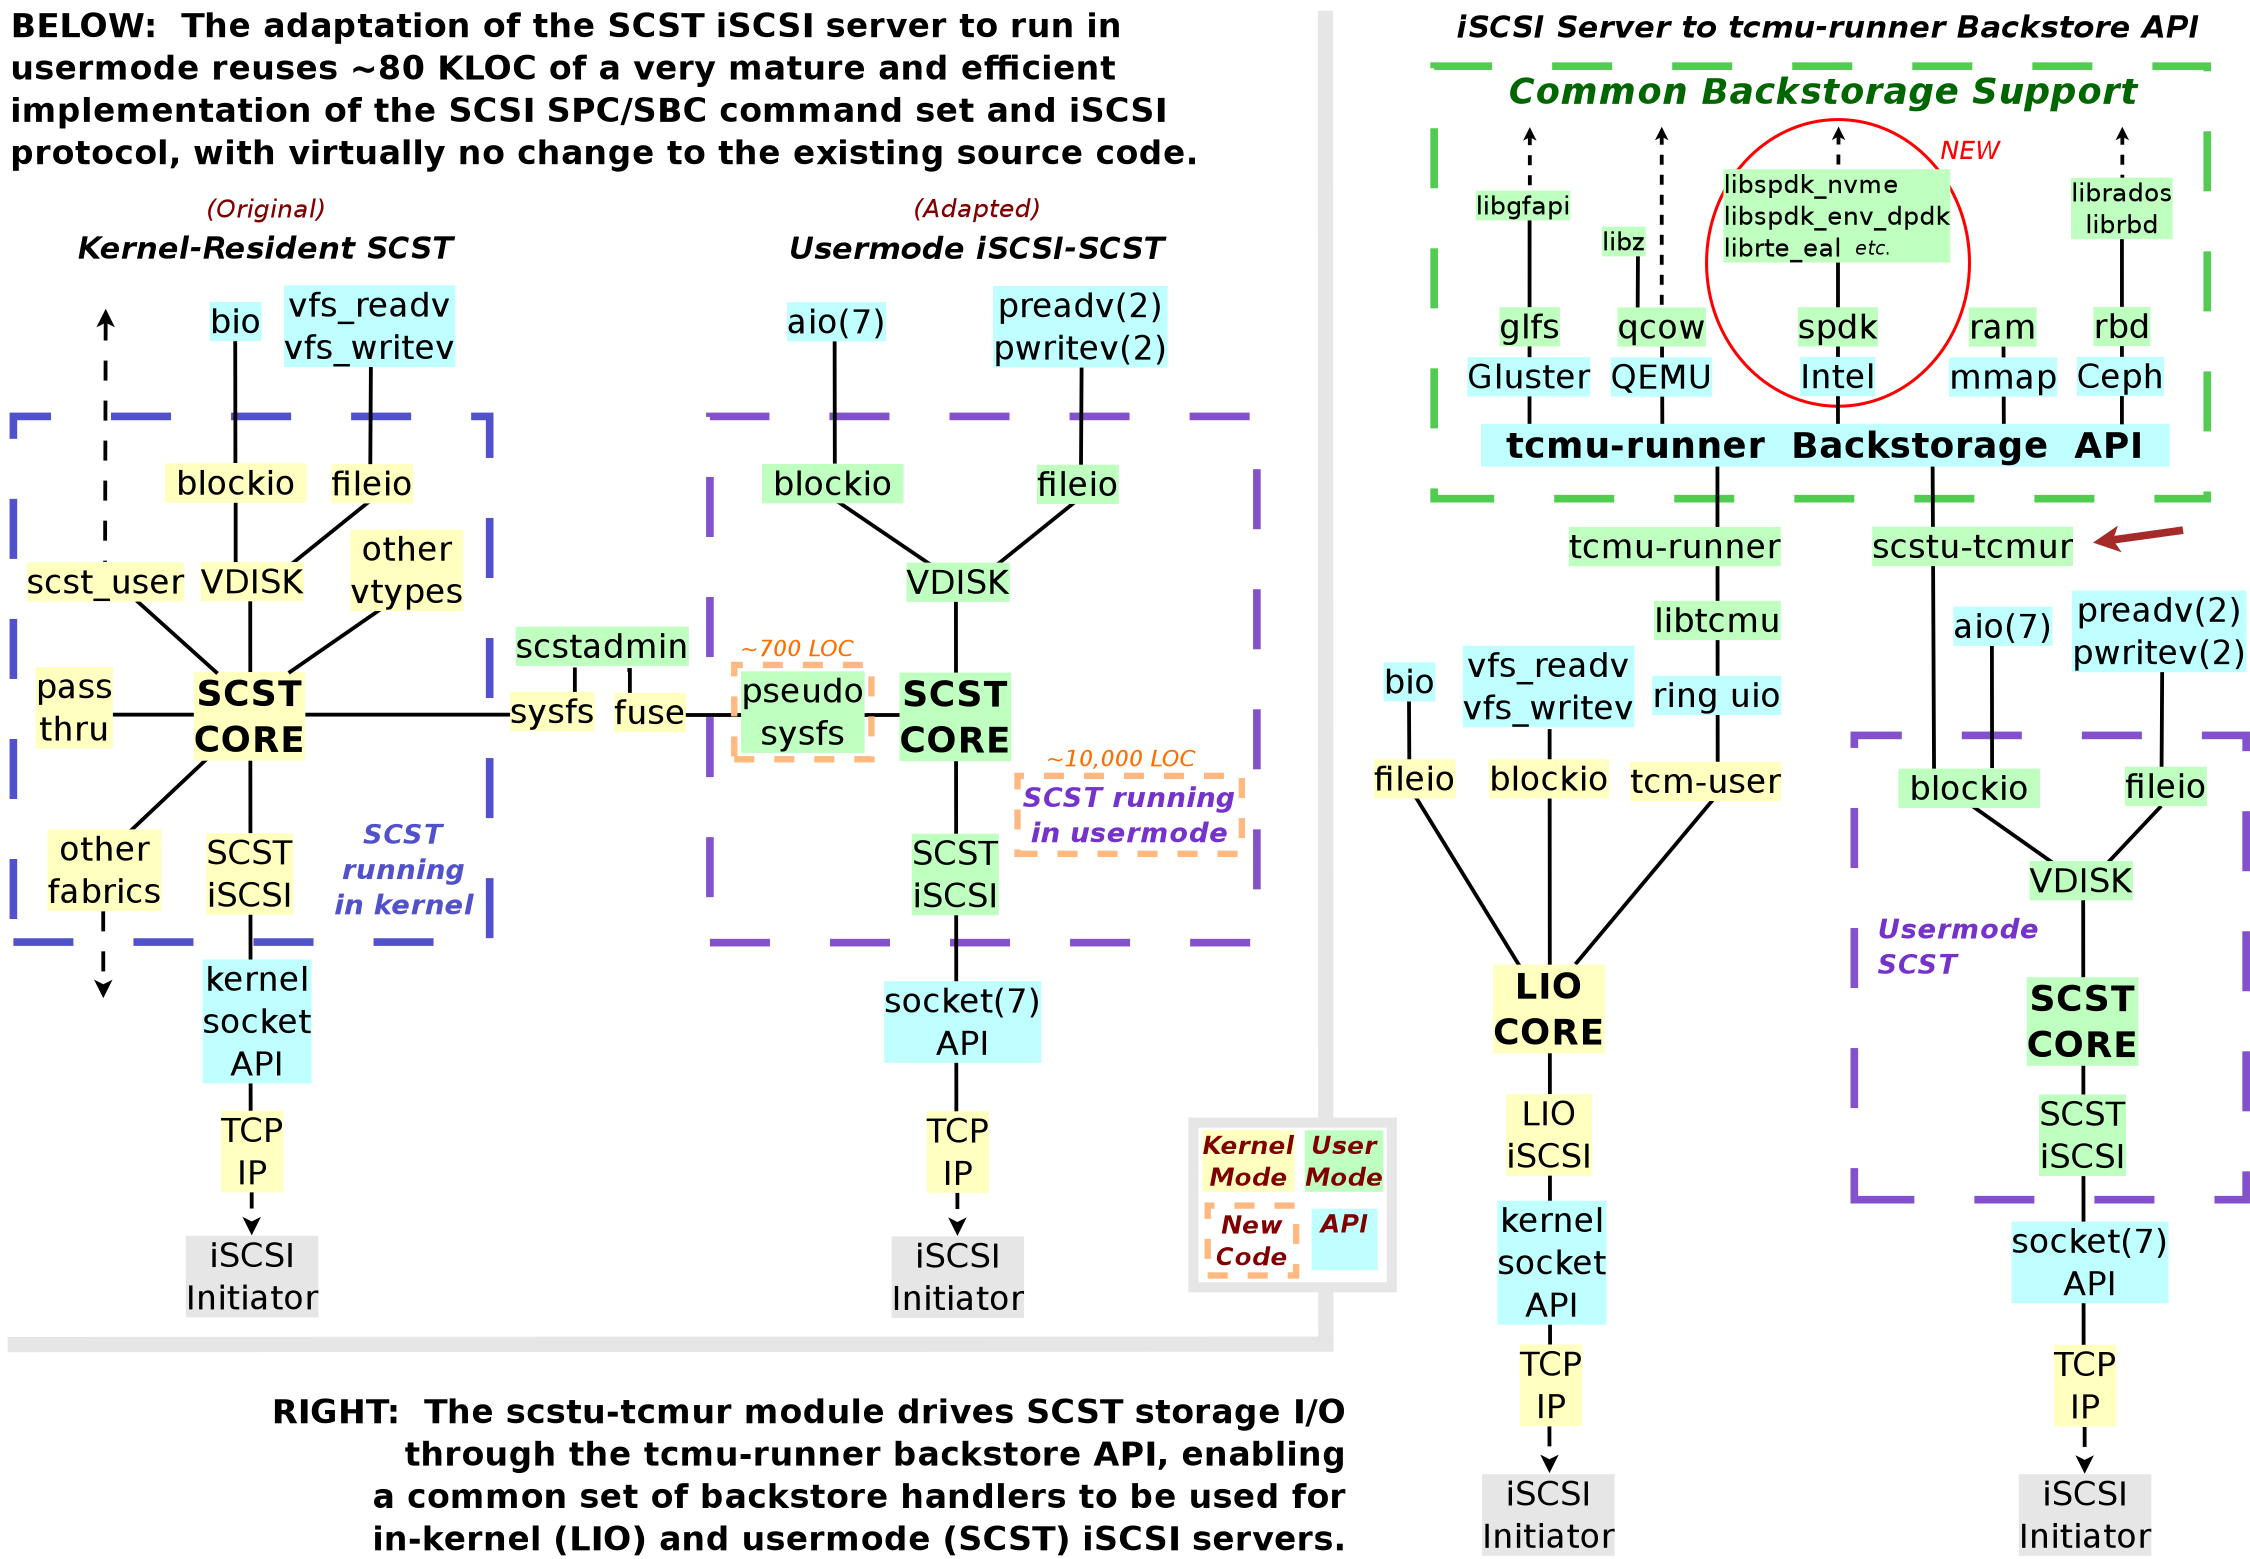 BELOW: The adaptation of the SCST iSCSI server to run in
usermode reuses ~80 KLOC of a very mature and efficient
implementation of the SCSI SPC/SBC command set and iSCSI
protocol, with virtually no change to the existing source code.
(Original)
Kernel-Resident SCST
bio
vfs_readv
vfs_writev
blockio
fileio
other
vtypes
scst_user
VDISK
pass
thru
SCST
CORE
other
fabrics
SCST
iSCSI
SCST
running
in kernel
kernel
socket
API
TCP
IP
iSCSI
Initiator
scstadmin
sysfs
fuse
(Adapted)
Usermode iSCSI-SCST
aio(7)
preadv(2)
pwritev(2)
blockio
fileio
VDISK
~700 LOC
pseudo
sysfs
SCST
CORE
~10,000 LOC
SCST running
in usermode
SCST
iSCSI
socket(7)
API
TCP
IP
iSCSI
Initiator
Kernel
Mode
User
Mode
New
Code
API
RIGHT: The scstu-tcmur module drives SCST storage I/O
through the tcmu-runner backstore API, enabling
a common set of backstore handlers to be used for
in-kernel (LIO) and usermode (SCST) iSCSI servers.
iSCSI Server to tcmu-runner Backstore API
Common Backstorage Support
NEW
libgfapi
libz
libspdk_nvme
libspdk_env_dpdk
librte_eal etc.
librados
librbd
glfs
qcow
spdk
ram
rbd
Gluster
QEMU
Intel
mmap
Ceph
tcmu-runner Backstorage API
tcmu-runner
scstu-tcmur
libtcmu
ring uio
bio
vfs_readv
vfs_writev
fileio
blockio
tcm-user
LIO
CORE
LIO
iSCSI
kernel
socket
API
TCP
IP
iSCSI
Initiator
aio(7)
preadv(2)
pwritev(2)
blockio
fileio
VDISK
Usermode
SCST
SCST
CORE
SCST
iSCSI
socket(7)
API
TCP
IP
iSCSI
Initiator